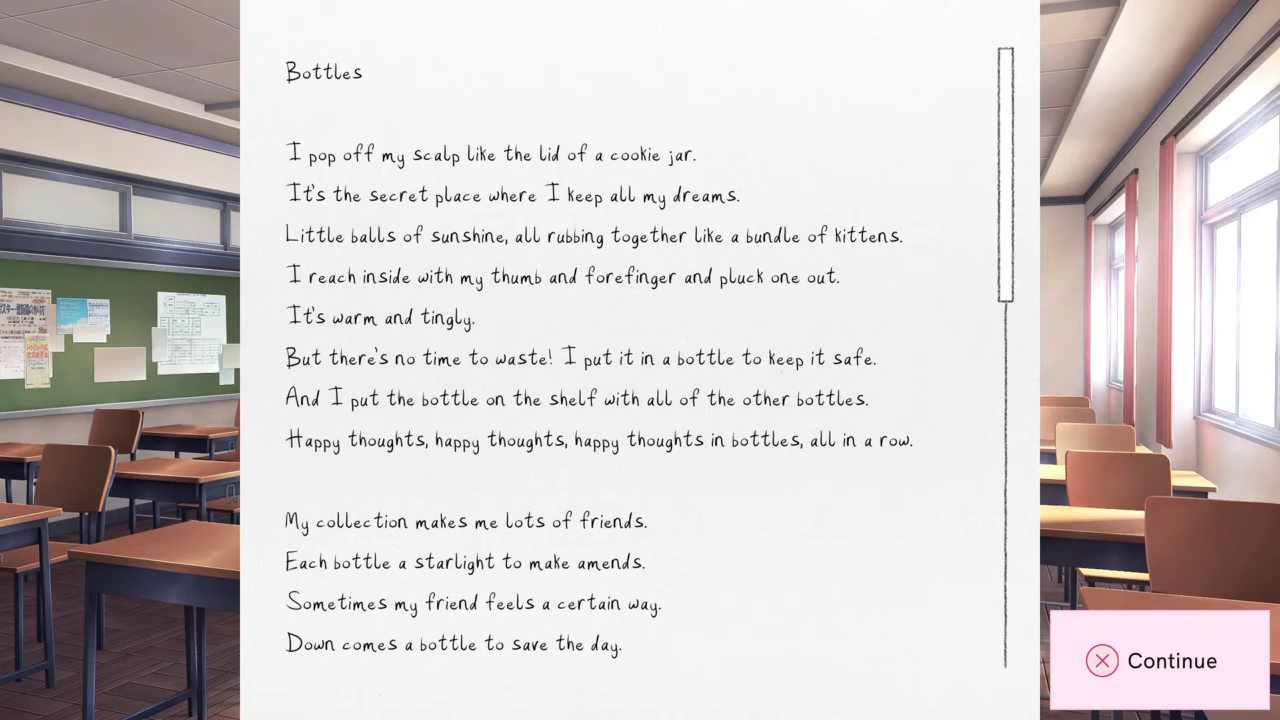 Bottles
I pop off my scalp like the lid of a cookie jar.
It's the secret place where I keep all my dreams.
Little balls of sunshine, all rubbing together like a bundle of kittens.
I reach inside with my thumb and forefinger and pluck one out.
It's warm and tingly.
But there's no time to waste! I put it in a bottle to keep it safe.
And I put the bottle on the shelf with all of the other bottles.
Happy thoughts, happy thoughts, happy thoughts in bottles, all in a row.
My collection makes me lots of friends.
Each bottle a starlight to make amends.
Sometimes my friend feels a certain way.
Down comes a bottle to save the day.
Continue